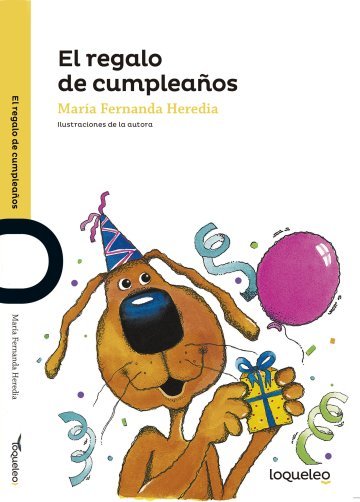 El regalo
de cumpleaños
María Fernanda Heredia
Ilustraciones de la autora
El regalo de cumpleaños
María Fernanda Heredia
loqueleo
loqueleo